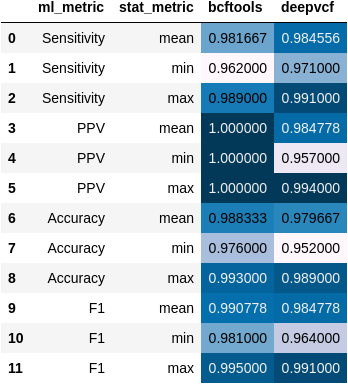 ml_metric stat_metric bcftools deepvcf
0 Sensitivity mean 0.981667 0.984556
1 Sensitivity min 0.962000 0.971000
2 Sensitivity max 0.989000 0.991000
3 PPV mean 1.000000 0.984778
4 PPV min 1.000000 0.957000
5 PPV max 1.000000 0.994000
6 Accuracy mean 0.988333 0.979667
7 Accuracy min 0.976000 0.952000
8 Accuracy max 0.993000 0.989000
9 F1 mean 0.990778 0.984778
10 F1 min 0.981000 0.964000
11 F1 max 0.995000 0.991000